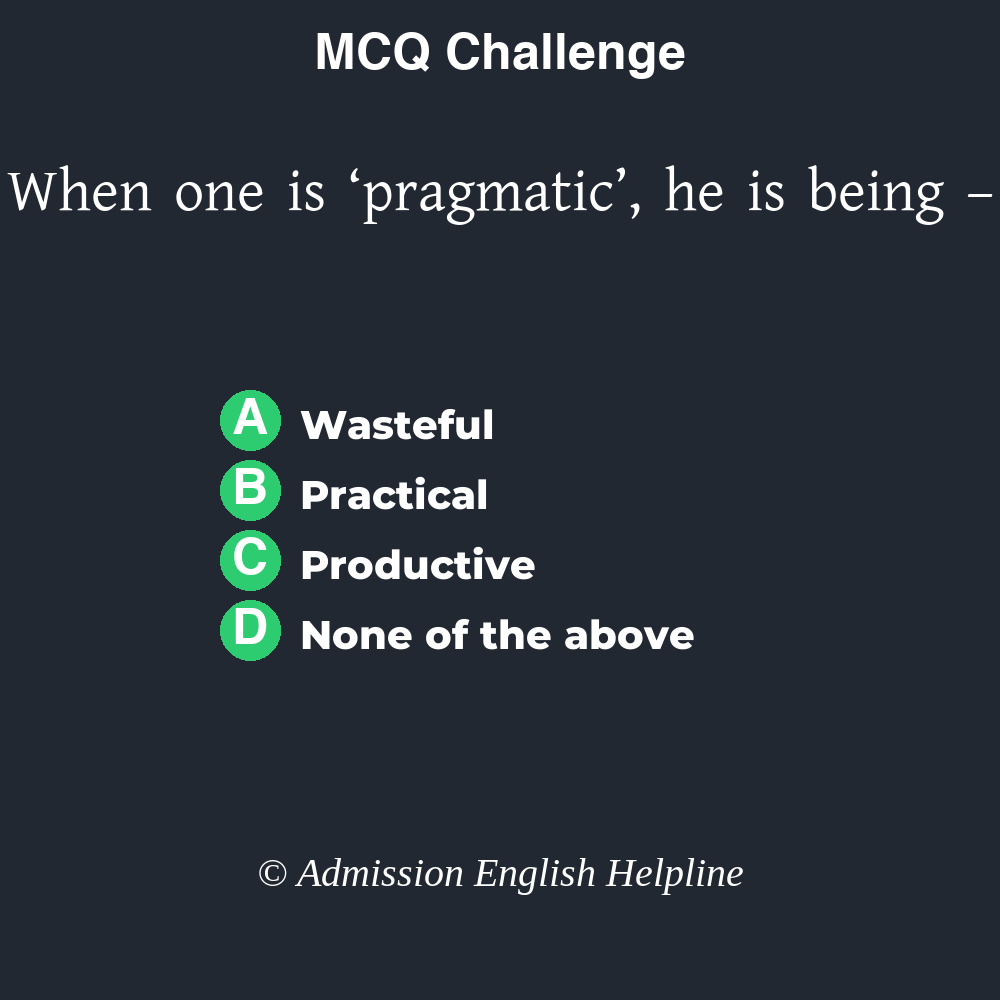 MCQ Challenge
When one is ‘pragmatic’, he is being –
A Wasteful
B Practical
C Productive
D None of the above
© Admission English Helpline